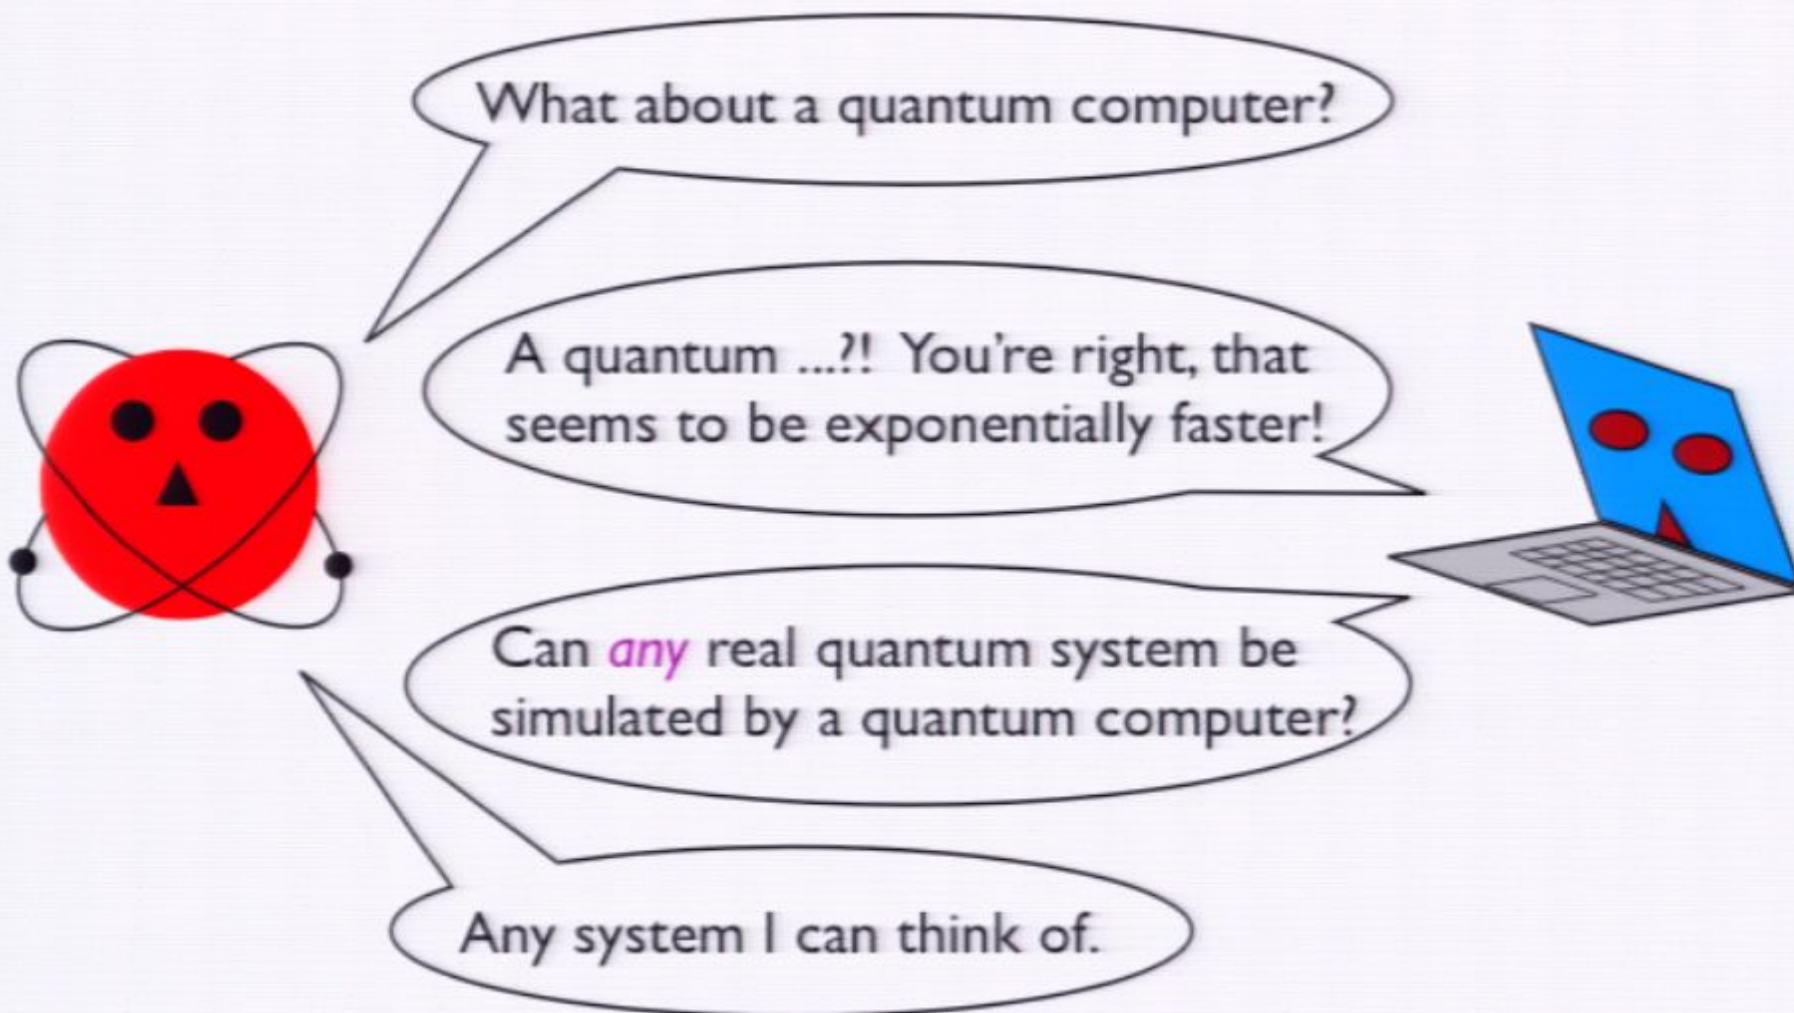 What about a quantum computer?
A quantum ...?! You're right, that
seems to be exponentially faster!
Can any real quantum system be
simulated by a quantum computer?
Any system I can think of.